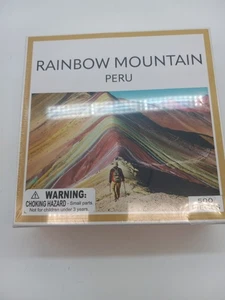 RAINBOW MOUNTAIN
PERU
WARNING:
CHOKING HAZARD - Small parts
Not for children under 3 years.